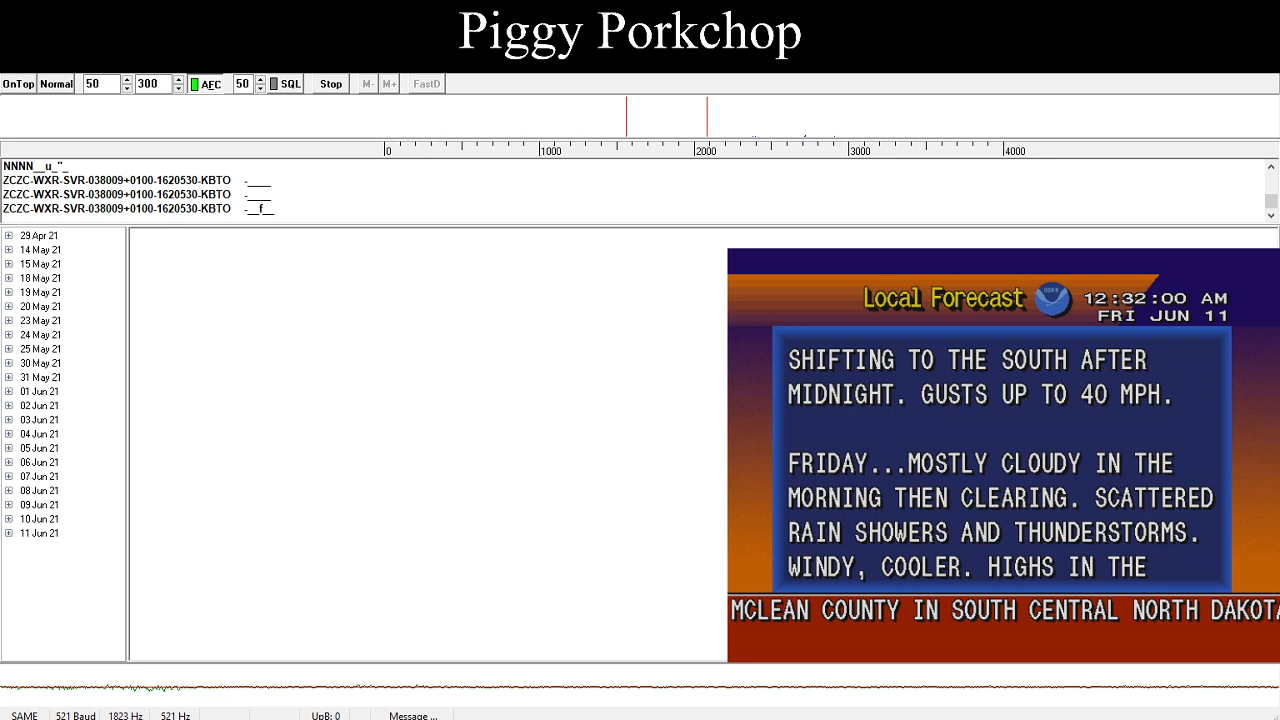 Piggy Porkchop
OnTop Normal 50 300 AFC 50 SQL Stop M- M+ FastD
0 1000 2000 3000 4000
NNNN__u_"_
ZCZC-WXR-SVR-038009+0100-1620530-KBTO -____
ZCZC-WXR-SVR-038009+0100-1620530-KBTO -____
ZCZC-WXR-SVR-038009+0100-1620530-KBTO -__f__
29 Apr 21
14 May 21
15 May 21
18 May 21
19 May 21
20 May 21
23 May 21
24 May 21
25 May 21
30 May 21
31 May 21
01 Jun 21
02 Jun 21
03 Jun 21
04 Jun 21
05 Jun 21
06 Jun 21
07 Jun 21
08 Jun 21
09 Jun 21
10 Jun 21
11 Jun 21
Local Forecast 12:32:00 AM
FRI JUN 11
SHIFTING TO THE SOUTH AFTER
MIDNIGHT. GUSTS UP TO 40 MPH.
FRIDAY...MOSTLY CLOUDY IN THE
MORNING THEN CLEARING. SCATTERED
RAIN SHOWERS AND THUNDERSTORMS.
WINDY, COOLER. HIGHS IN THE
MCLEAN COUNTY IN SOUTH CENTRAL NORTH DAKOTA
SAME 521 Baud 1823 Hz 521 Hz UpB: 0 Message ...